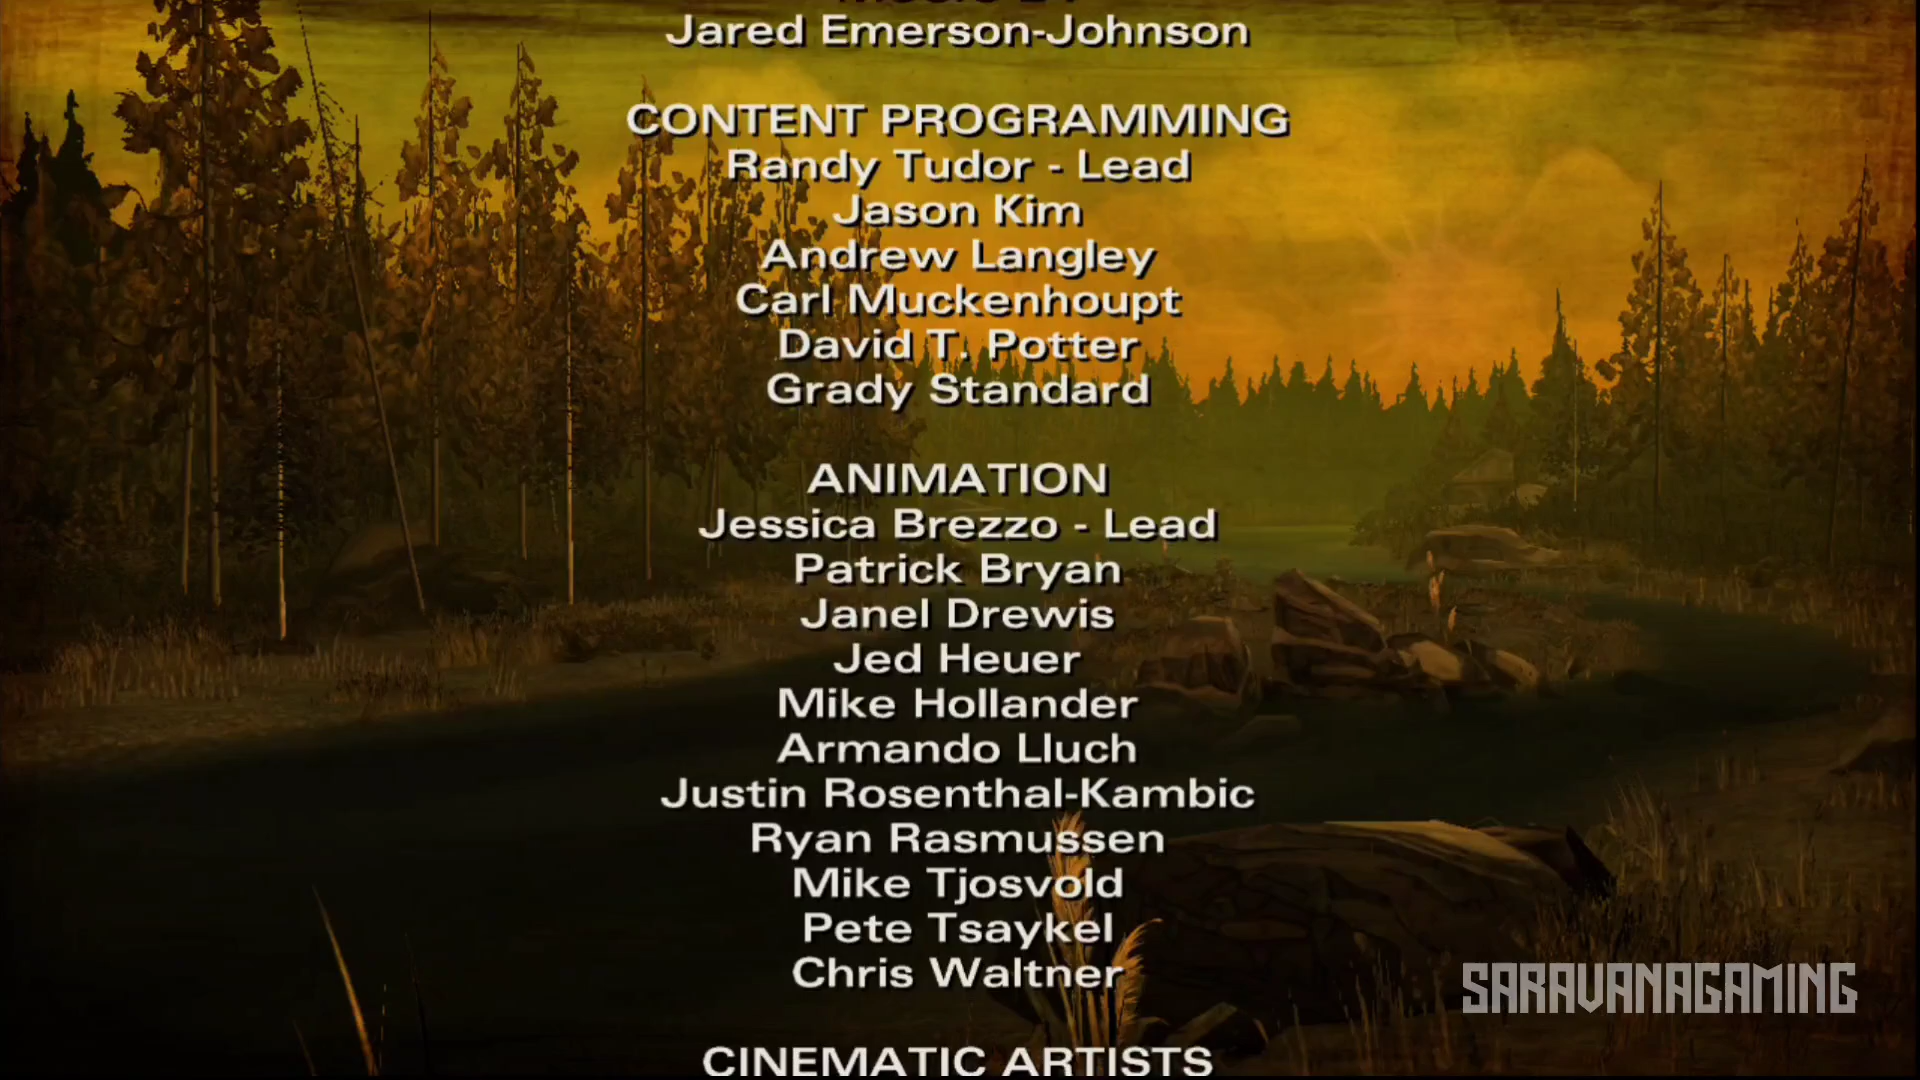 Jared Emerson-Johnson
CONTENT PROGRAMMING
Randy Tudor - Lead
Jason Kim
Andrew Langley
Carl Muckenhoupt
David T. Potter
Grady Standard
ANIMATION
Jessica Brezzo - Lead
Patrick Bryan
Janel Drewis
Jed Heuer
Mike Hollander
Armando Lluch
Justin Rosenthal-Kambic
Ryan Rasmussen
Mike Tjosvold
Pete Tsaykel
Chris Waltner
SARAVANAGAMING
CINEMATIC ARTISTS